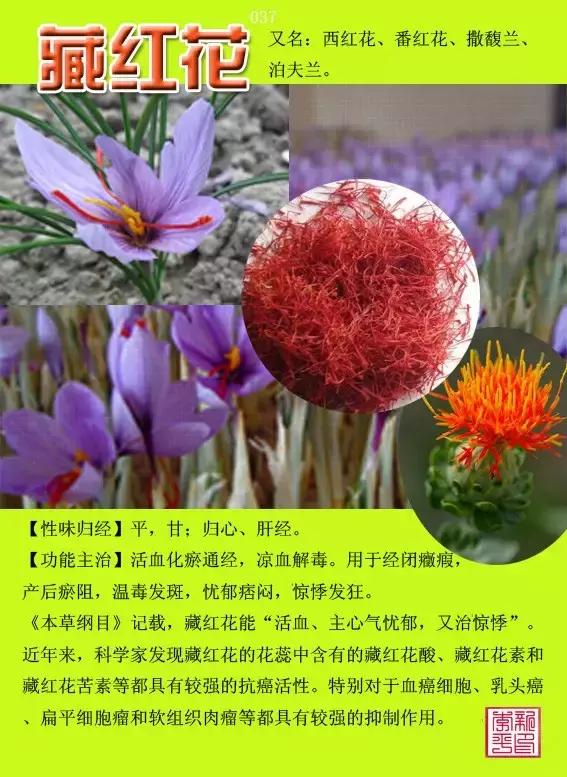 037
藏红花
又名：西红花、番红花、撒馥兰、
泊夫兰。
【性味归经】平，甘；归心、肝经。
【功能主治】活血化瘀通经，凉血解毒。用于经闭癥瘕，
产后瘀阻，温毒发斑，忧郁痞闷，惊悸发狂。
《本草纲目》记载，藏红花能“活血、主心气忧郁，又治惊悸”。
近年来，科学家发现藏红花的花蕊中含有的藏红花酸、藏红花素和
藏红花苦素等都具有较强的抗癌活性。特别对于血癌细胞、乳头癌
、扁平细胞瘤和软组织肉瘤等都具有较强的抑制作用。